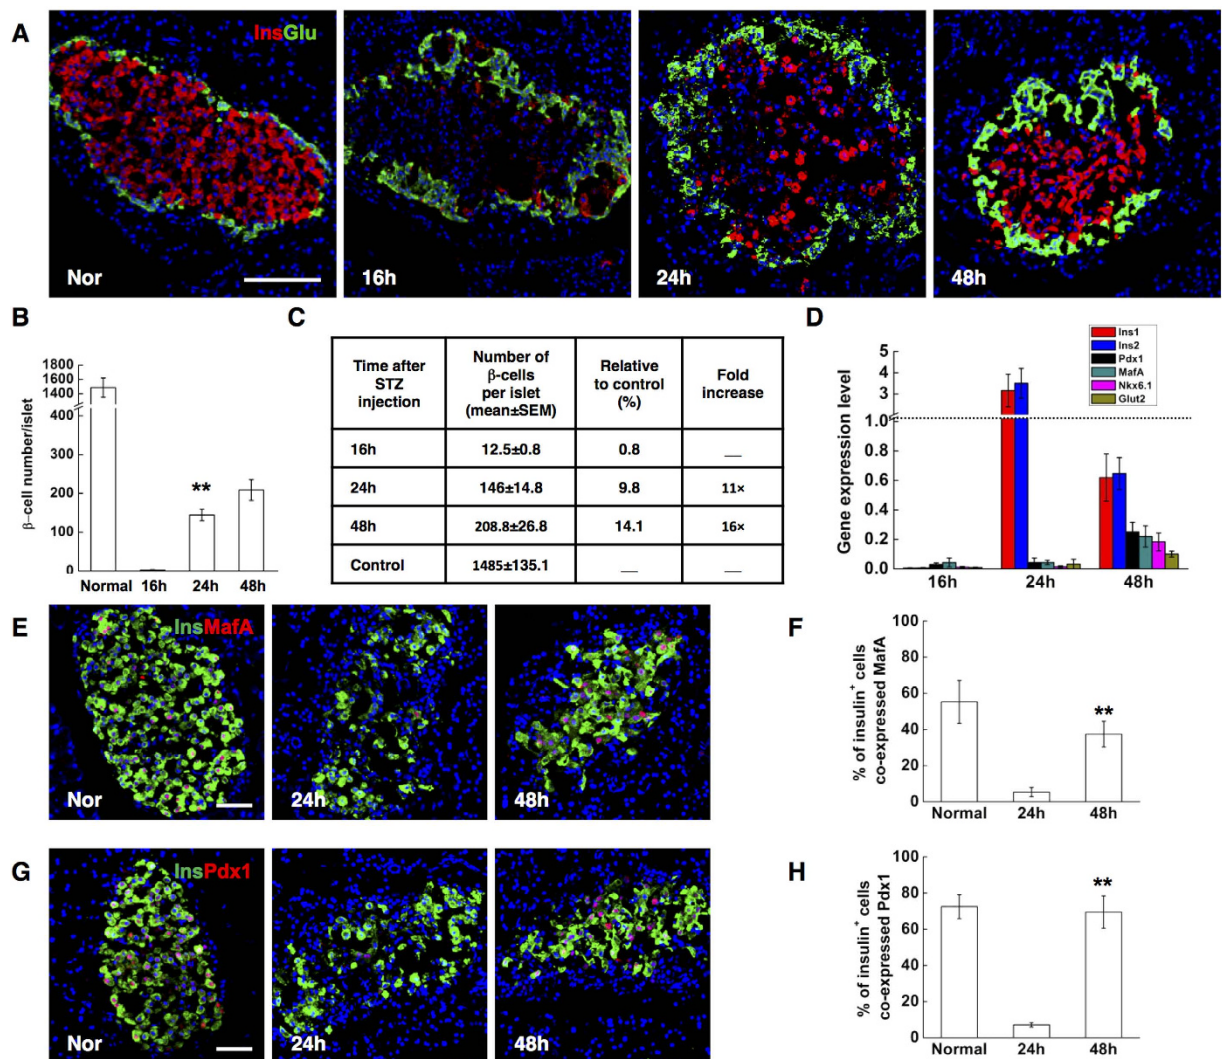 A
InsGlu
Nor
16h
24h
48h
B
β-cell number/islet
1800
1600
1400
400
300
200
100
0
**
Normal 16h 24h 48h
C
Time after STZ injection
Number of β-cells per islet (mean±SEM)
Relative to control (%)
Fold increase
16h 12.5±0.8 0.8 —
24h 146±14.8 9.8 11×
48h 208.8±26.8 14.1 16×
Control 1485±135.1 — —
D
Ins1
Ins2
Pdx1
MafA
Nkx6.1
Glut2
Gene expression level
5
4
3
1.0
0.8
0.6
0.4
0.2
0.0
16h 24h 48h
E
InsMafA
Nor
24h
48h
F
% of insulin⁺ cells
co-expressed MafA
100
80
60
40
20
0
**
Normal 24h 48h
G
InsPdx1
Nor
24h
48h
H
% of insulin⁺ cells
co-expressed Pdx1
100
80
60
40
20
0
**
Normal 24h 48h